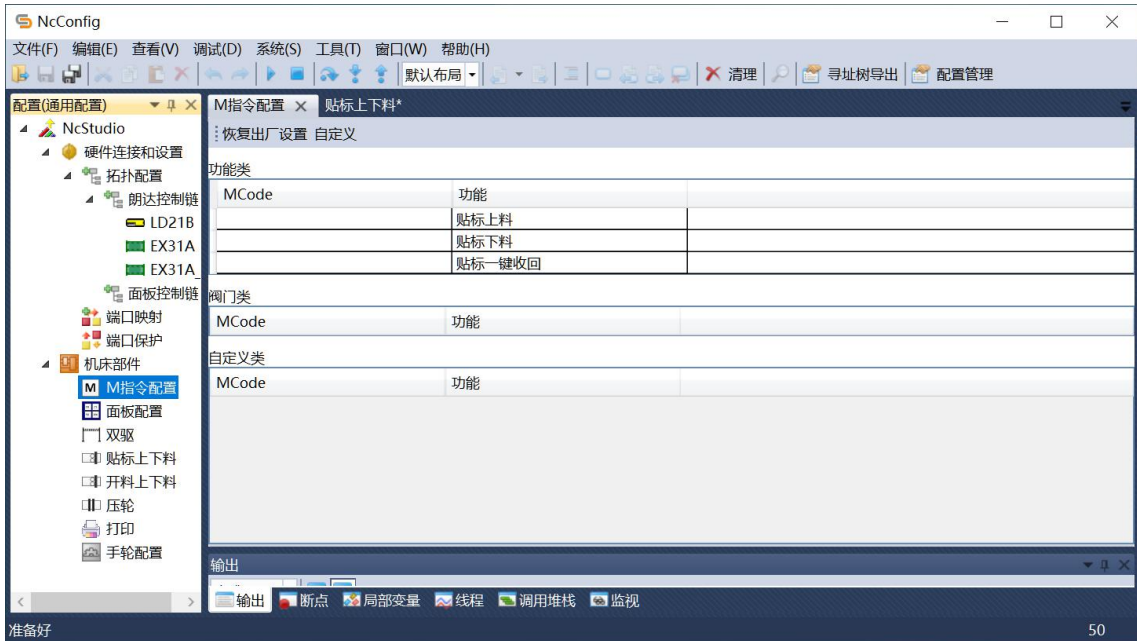 NcConfig
文件(F) 编辑(E) 查看(V) 调试(D) 系统(S) 工具(T) 窗口(W) 帮助(H)
默认布局 清理 寻址树导出 配置管理
配置(通用配置)
NcStudio
硬件连接和设置
拓扑配置
朗达控制链
LD21B
EX31A
EX31A_
面板控制链
端口映射
端口保护
机床部件
M M指令配置
面板配置
双驱
贴标上下料
开料上下料
压轮
打印
手轮配置
M指令配置 贴标上下料*
恢复出厂设置 自定义
功能类
MCode 功能
贴标上料
贴标下料
贴标一键收回
阀门类
MCode 功能
自定义类
MCode 功能
输出
输出 断点 局部变量 线程 调用堆栈 监视
准备好 50